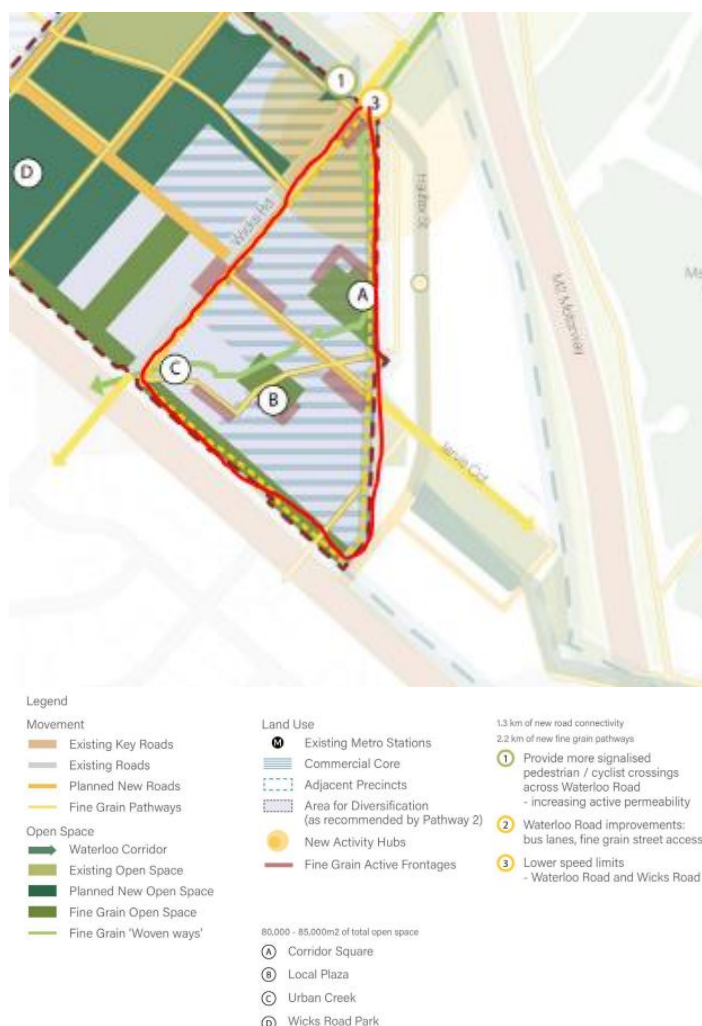 1
3
D
Wicks Rd
Halifax St
A
M2 Motorway
C
B
Jarvis Cct
Legend
Movement
Existing Key Roads
Existing Roads
Planned New Roads
Fine Grain Pathways
Open Space
Waterloo Corridor
Existing Open Space
Planned New Open Space
Fine Grain Open Space
Fine Grain 'Woven ways'
Land Use
M Existing Metro Stations
Commercial Core
Adjacent Precincts
Area for Diversification
(as recommended by Pathway 2)
New Activity Hubs
Fine Grain Active Frontages
80,000 - 85,000m2 of total open space
A Corridor Square
B Local Plaza
C Urban Creek
D Wicks Road Park
1.3 km of new road connectivity
2.2 km of new fine grain pathways
1 Provide more signalised
pedestrian / cyclist crossings
across Waterloo Road
- increasing active permeability
2 Waterloo Road improvements:
bus lanes, fine grain street access
3 Lower speed limits
- Waterloo Road and Wicks Road